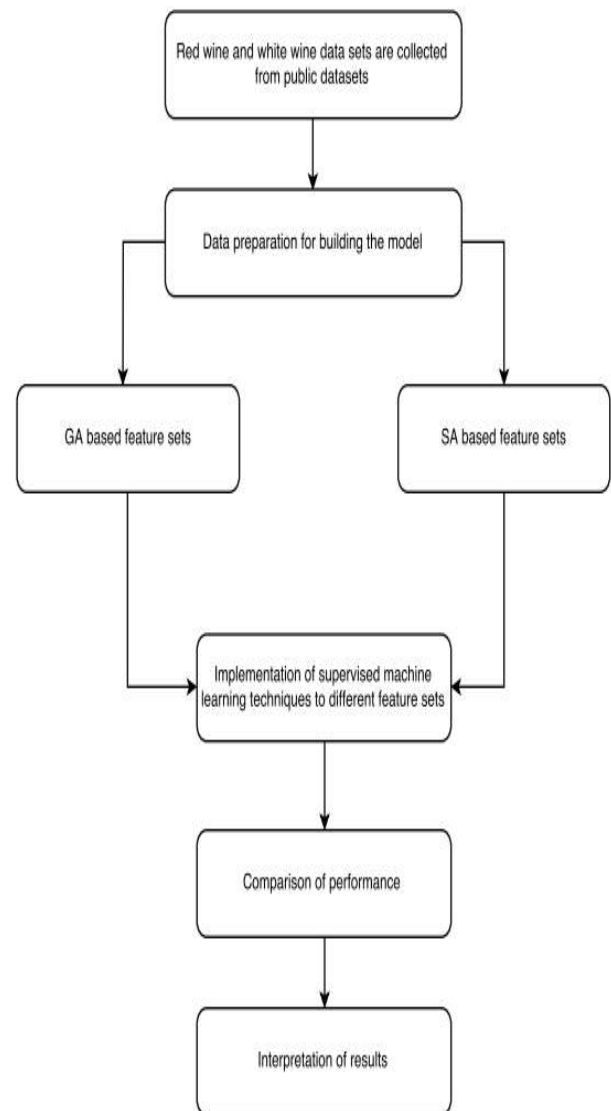 Red wine and white wine data sets are collected
from public datasets
Data preparation for building the model
GA based feature sets
SA based feature sets
Implementation of supervised machine
learning techniques to different feature sets
Comparison of performance
Interpretation of results